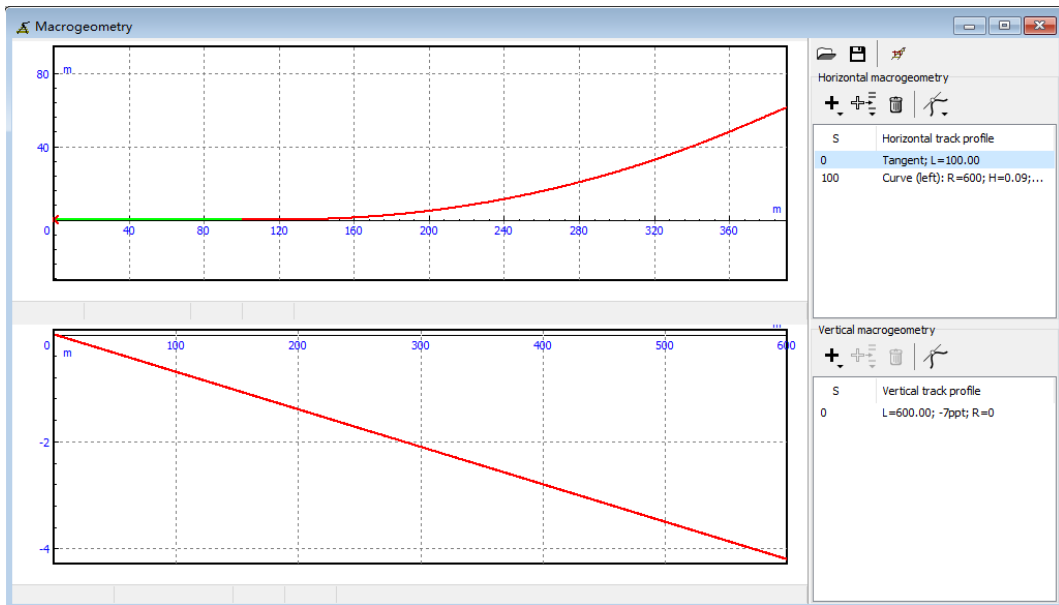 Macrogeometry
m
80
40
0
40
80
120
160
200
240
280
320
360
m
Horizontal macrogeometry
S Horizontal track profile
0 Tangent; L=100.00
100 Curve (left): R=600; H=0.09;...
m
0
m
100
200
300
400
500
600
-2
-4
Vertical macrogeometry
S Vertical track profile
0 L=600.00; -7ppt; R=0